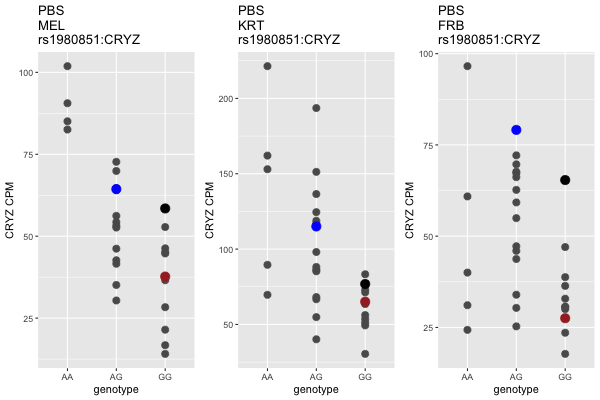 PBS
MEL
rs1980851:CRYZ
100
75
50
25
CRYZ CPM
AA
AG
GG
genotype
PBS
KRT
rs1980851:CRYZ
200
150
100
50
CRYZ CPM
AA
AG
GG
genotype
PBS
FRB
rs1980851:CRYZ
100
75
50
25
CRYZ CPM
AA
AG
GG
genotype